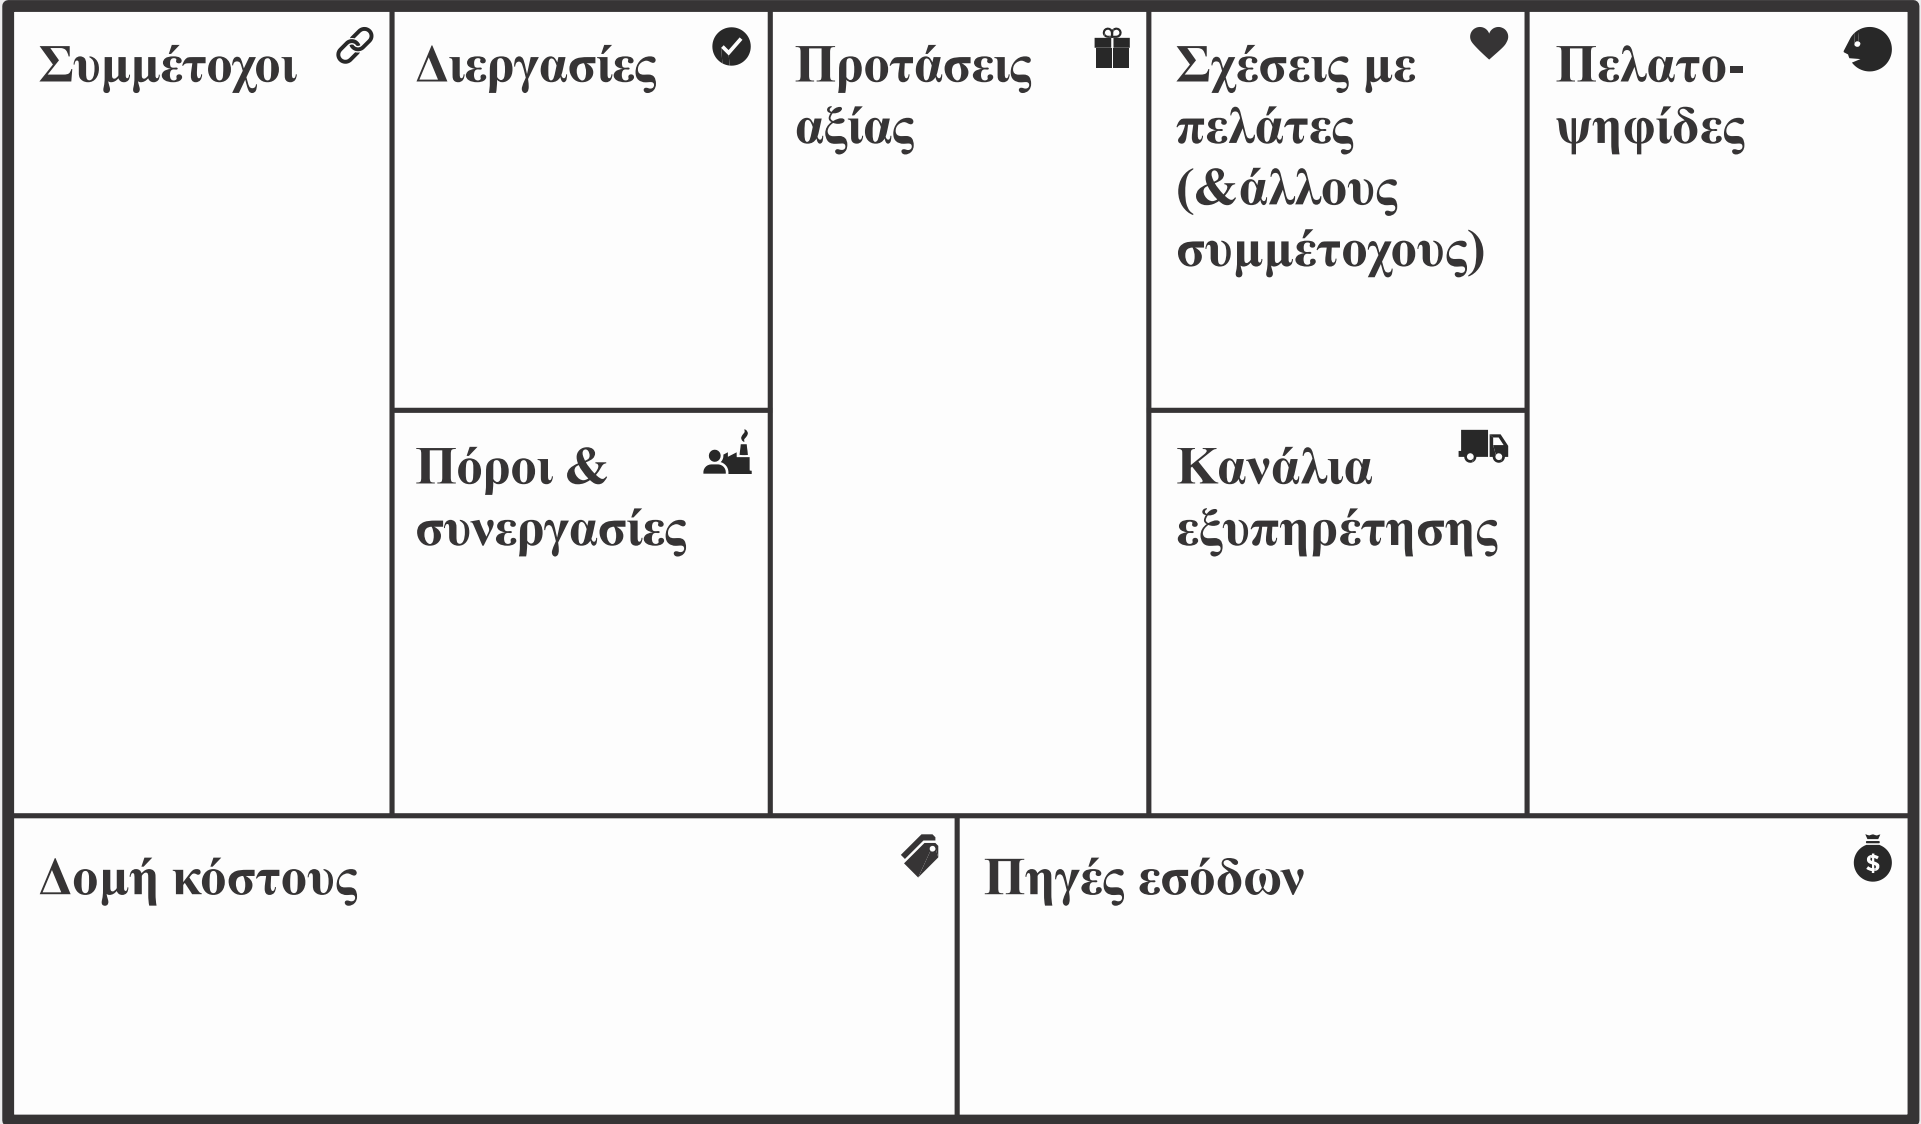 Συμμέτοχοι
Διεργασίες
Προτάσεις
αξίας
Σχέσεις με
πελάτες
(&άλλους
συμμέτοχους)
Πελατο-
ψηφίδες
Πόροι &
συνεργασίες
Κανάλια
εξυπηρέτησης
Δομή κόστους
Πηγές εσόδων
$